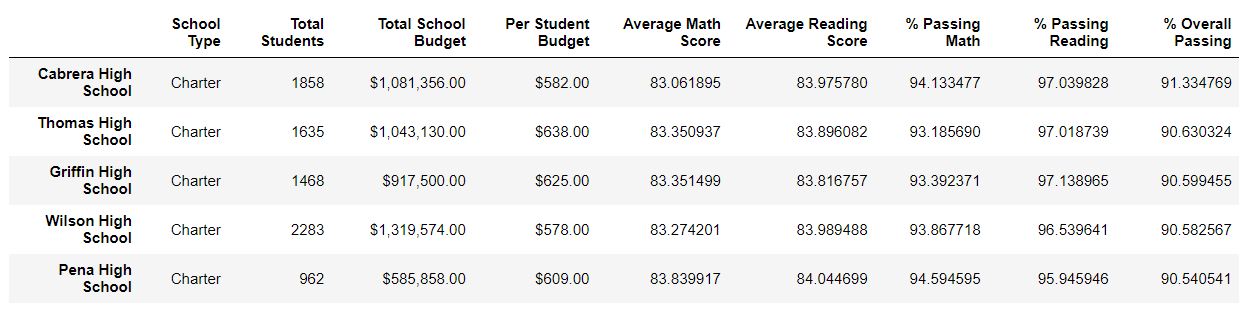 School Type Total Students Total School Budget Per Student Budget Average Math Score Average Reading Score % Passing Math % Passing Reading % Overall Passing
Cabrera High School Charter 1858 $1,081,356.00 $582.00 83.061895 83.975780 94.133477 97.039828 91.334769
Thomas High School Charter 1635 $1,043,130.00 $638.00 83.350937 83.896082 93.185690 97.018739 90.630324
Griffin High School Charter 1468 $917,500.00 $625.00 83.351499 83.816757 93.392371 97.138965 90.599455
Wilson High School Charter 2283 $1,319,574.00 $578.00 83.274201 83.989488 93.867718 96.539641 90.582567
Pena High School Charter 962 $585,858.00 $609.00 83.839917 84.044699 94.594595 95.945946 90.540541